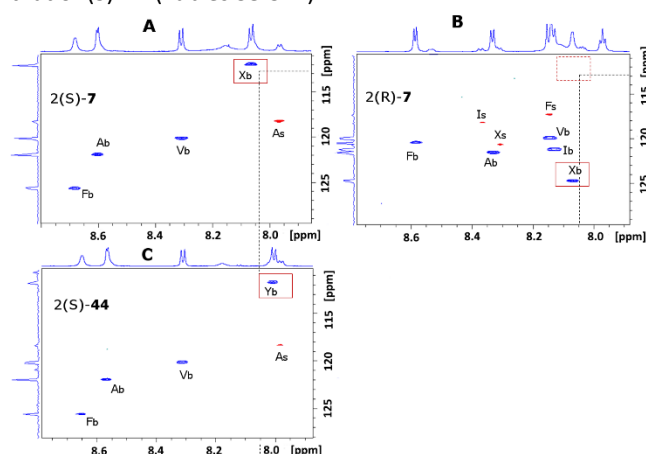 A
2(S)-7
Xb
Ab
Vb
As
Fb
115
120
125
[ppm]
8.6
8.4
8.2
8.0
[ppm]
B
2(R)-7
Is
Fs
Xs
Vb
Fb
Ab
Ib
Xb
115
120
125
[ppm]
8.6
8.4
8.2
8.0
[ppm]
C
2(S)-44
Yb
As
Vb
Ab
Fb
115
120
125
[ppm]
8.6
8.4
8.2
8.0
[ppm]